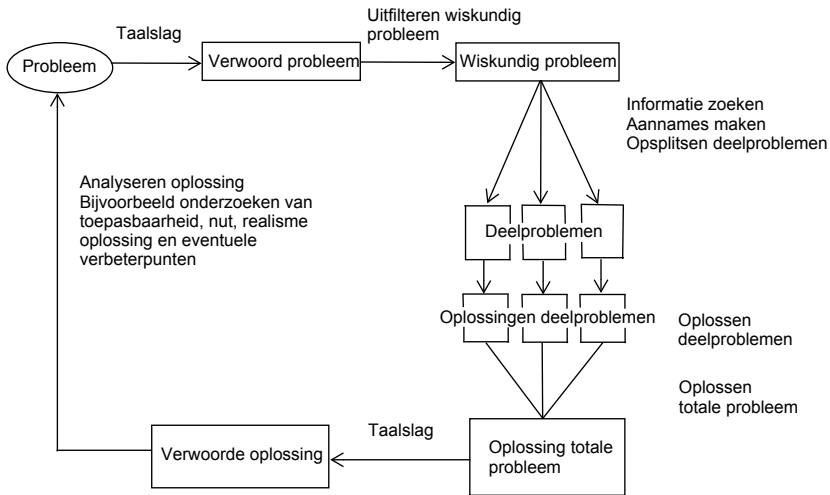 Taalslag
Uitfilteren wiskundig
probleem
Probleem
Verwoord probleem
Wiskundig probleem
Informatie zoeken
Aannames maken
Opsplitsen deelproblemen
Analyseren oplossing
Bijvoorbeeld onderzoeken van
toepasbaarheid, nut, realisme
oplossing en eventuele
verbeterpunten
Deelproblemen
Oplossingen deelproblemen
Oplossen
deelproblemen
Oplossen
totale probleem
Verwoorde oplossing
Taalslag
Oplossing totale
probleem